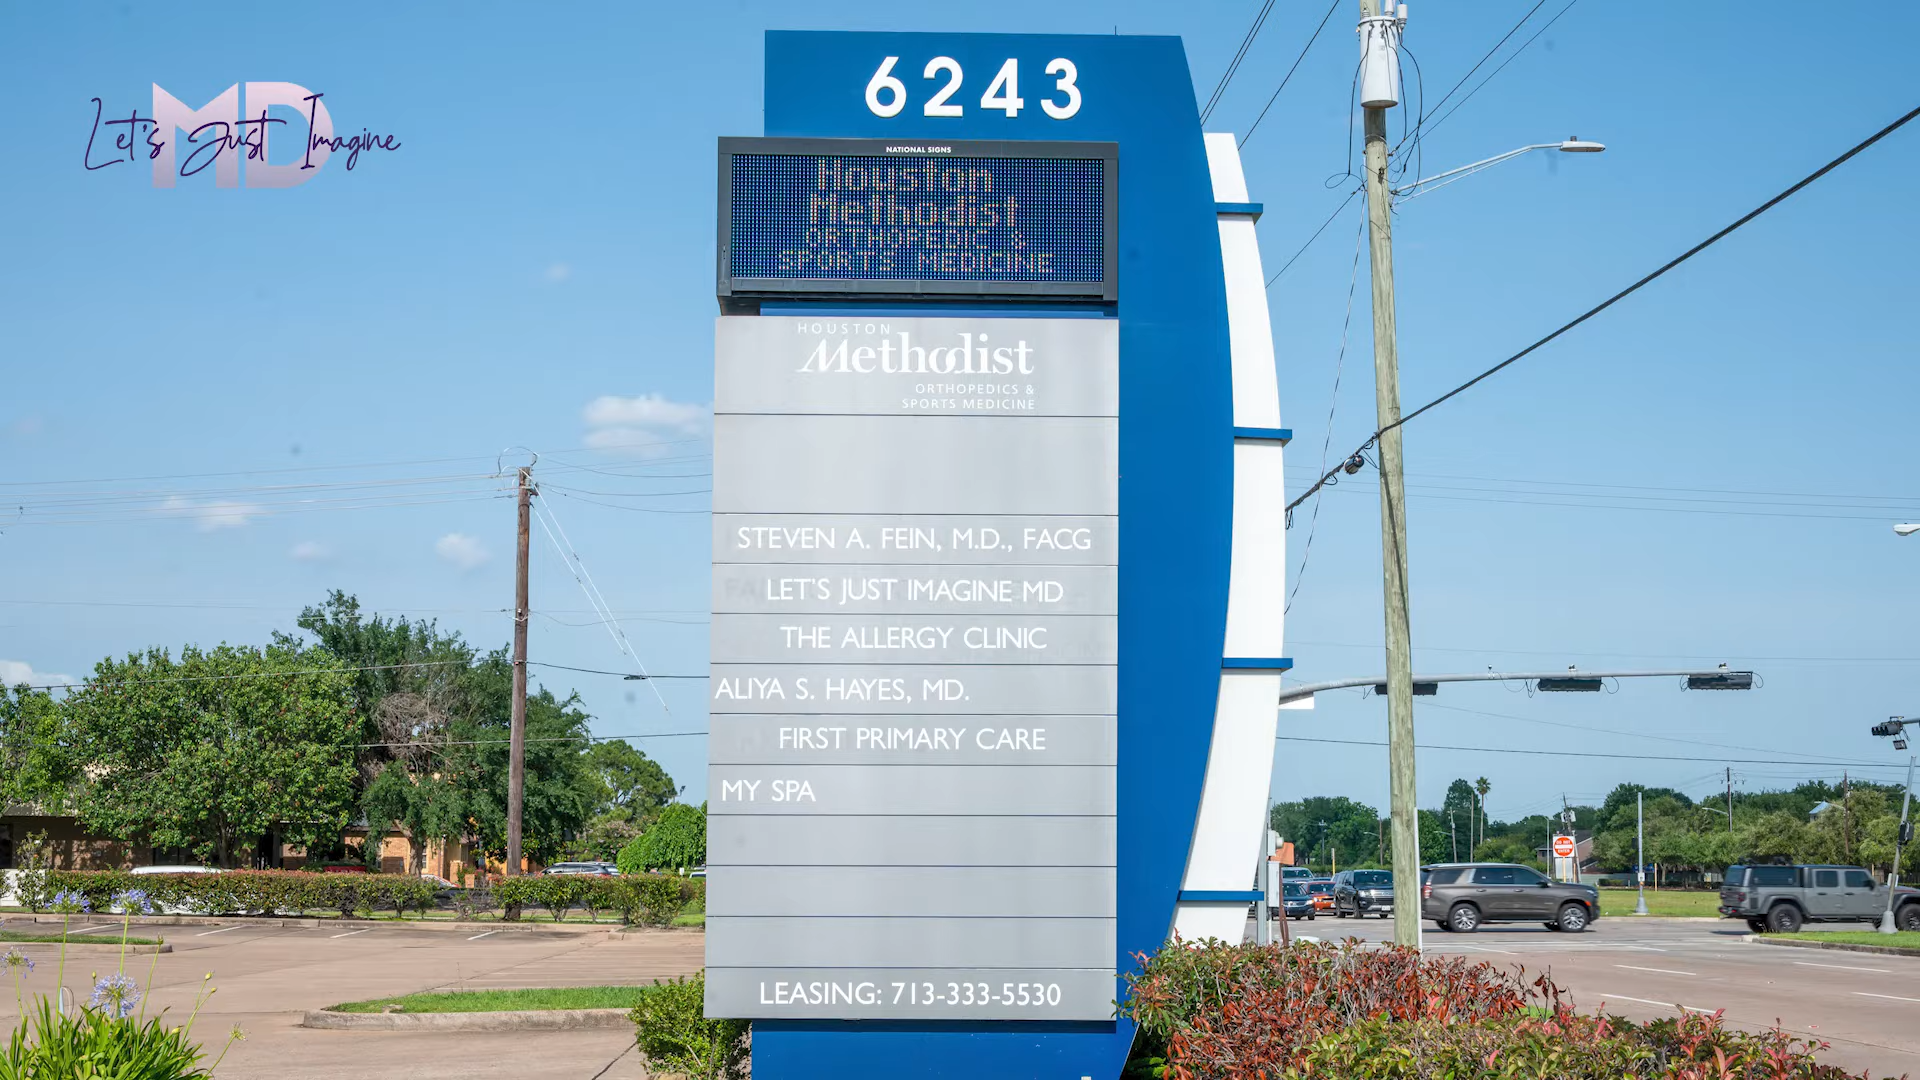 MD
Let's Just Imagine
6243
NATIONAL SIGNS
Houston
Methodist
ORTHOPEDIC &
SPORTS MEDICINE
HOUSTON
Methodist
ORTHOPEDICS &
SPORTS MEDICINE
STEVEN A. FEIN, M.D., FACG
LET'S JUST IMAGINE MD
THE ALLERGY CLINIC
ALIYA S. HAYES, MD.
FIRST PRIMARY CARE
MY SPA
LEASING: 713-333-5530